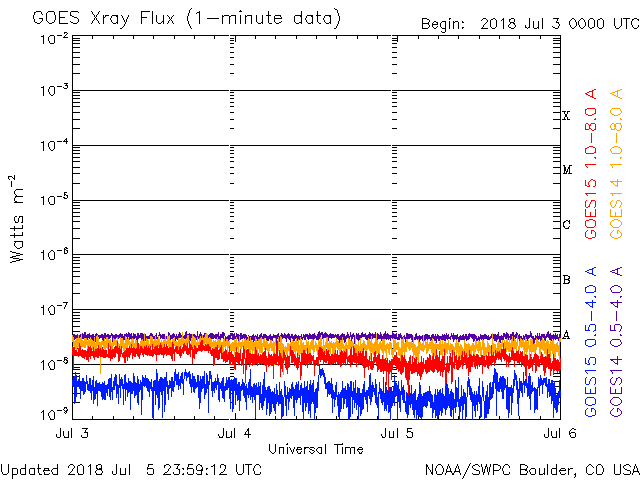 GOES Xray Flux (1-minute data)
Begin: 2018 Jul 3 0000 UTC
10⁻²
10⁻³
10⁻⁴
10⁻⁵
10⁻⁶
10⁻⁷
10⁻⁸
10⁻⁹
Watts m⁻²
X
M
C
B
A
GOES15 1.0-8.0 A
GOES14 1.0-8.0 A
GOES15 0.5-4.0 A
GOES14 0.5-4.0 A
Jul 3 Jul 4 Jul 5 Jul 6
Universal Time
Updated 2018 Jul 5 23:59:12 UTC
NOAA/SWPC Boulder, CO USA